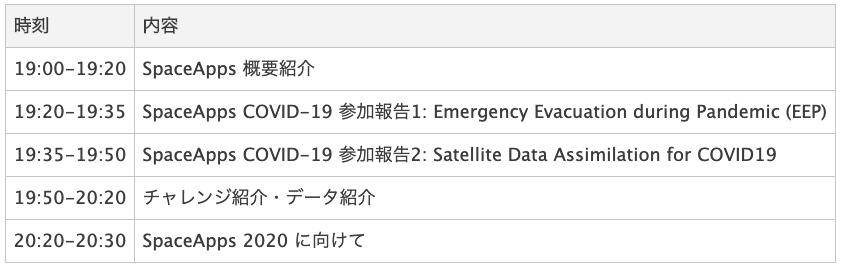 時刻 内容
19:00-19:20 SpaceApps 概要紹介
19:20-19:35 SpaceApps COVID-19 参加報告1: Emergency Evacuation during Pandemic (EEP)
19:35-19:50 SpaceApps COVID-19 参加報告2: Satellite Data Assimilation for COVID19
19:50-20:20 チャレンジ紹介・データ紹介
20:20-20:30 SpaceApps 2020 に向けて